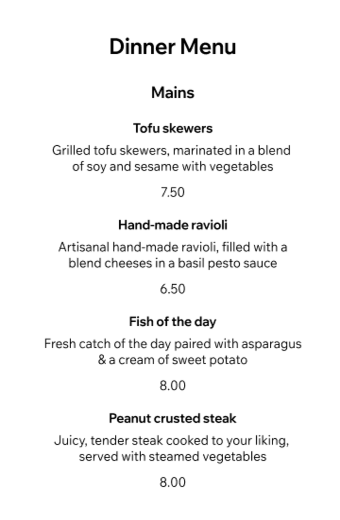 Dinner Menu
Mains
Tofu skewers
Grilled tofu skewers, marinated in a blend
of soy and sesame with vegetables
7.50
Hand-made ravioli
Artisanal hand-made ravioli, filled with a
blend cheeses in a basil pesto sauce
6.50
Fish of the day
Fresh catch of the day paired with asparagus
& a cream of sweet potato
8.00
Peanut crusted steak
Juicy, tender steak cooked to your liking,
served with steamed vegetables
8.00